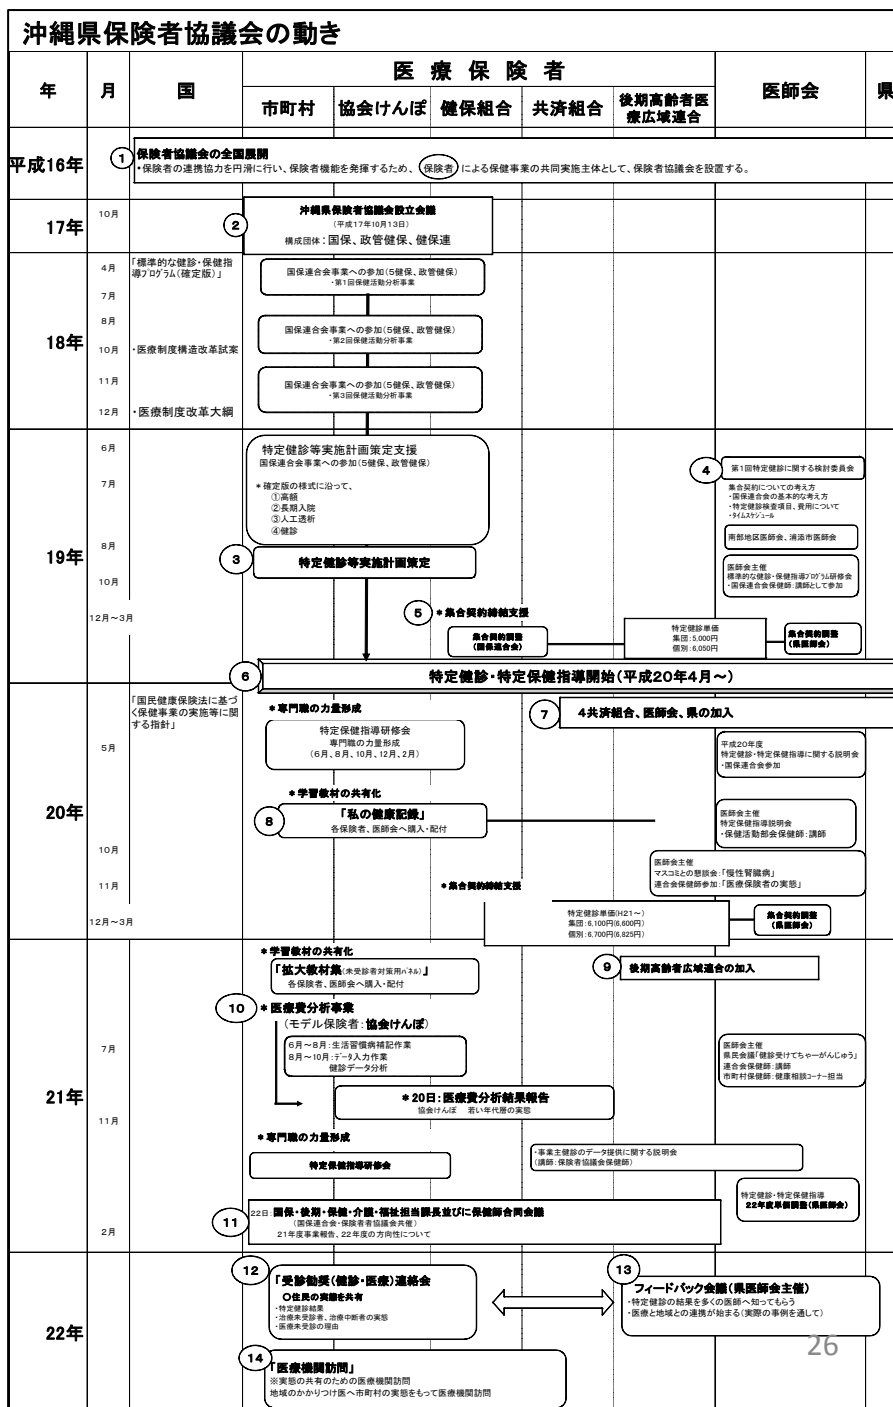 沖縄県保険者協議会の動き
年
月
国
医療保険者
市町村
協会けんぽ
健保組合
共済組合
後期高齢者医
療広域連合
医師会
県
平成16年
①
保険者協議会の全国展開
・保険者の連携協力を円滑に行い、保険者機能を発揮するため、保険者による保健事業の共同実施主体として、保険者協議会を設置する。
17年
10月
②
沖縄県保険者協議会設立会議
(平成17年10月13日)
構成団体:国保、政管健保、健保連
18年
4月
「標準的な健診・保健指
導プログラム(確定版)」
国保連合会事業への参加(5健保、政管健保)
・第1回保健活動分析事業
7月
8月
国保連合会事業への参加(5健保、政管健保)
・第2回保健活動分析事業
10月
・医療制度構造改革試案
11月
国保連合会事業への参加(5健保、政管健保)
・第3回保健活動分析事業
12月
・医療制度改革大綱
19年
6月
特定健診等実施計画策定支援
国保連合会事業への参加(5健保、政管健保)
*確定版の様式に沿って、
①高額
②長期入院
③人工透析
④健診
④
第1回特定健診に関する検討委員会
7月
集合契約についての考え方
・国保連合会の基本的な考え方
・特定健診検査項目、費用について
・タイムスケジュール
南部地区医師会、浦添市医師会
8月
③
特定健診等実施計画策定
医師会主催
標準的な健診・保健指導プログラム研修会
・国保連合会保健師:講師として参加
10月
12月~3月
⑤
*集合契約締結支援
集合契約調整
(国保連合会)
特定健診単価
集団:5,000円
個別:6,050円
集合契約調整
(県医師会)
⑥
特定健診・特定保健指導開始(平成20年4月~)
20年
「国民健康保険法に基づ
く保健事業の実施等に関
する指針」
*専門職の力量形成
⑦
4共済組合、医師会、県の加入
5月
特定保健指導研修会
専門職の力量形成
(6月、8月、10月、12月、2月)
平成20年度
特定健診・特定保健指導に関する説明会
・国保連合会参加
*学習教材の共有化
⑧
「私の健康記録」
各保険者、医師会へ購入・配付
医師会主催
特定保健指導説明会
・保健活動部会保健師:講師
10月
医師会主催
マスコミとの懇談会:「慢性腎臓病」
連合会保健師参加:「医療保険者の実態」
11月
*集合契約締結支援
12月~3月
特定健診単価(H21~)
集団:6,100円(6,600円)
個別:6,700円(6,825円)
集合契約調整
(県医師会)
21年
*学習教材の共有化
「拡大教材集(未受診者対策用パネル)」
各保険者、医師会へ購入・配付
⑨
後期高齢者広域連合の加入
⑩
*医療費分析事業
(モデル保険者:協会けんぽ)
7月
6月~8月:生活習慣病補記作業
8月~10月:データ入力作業
健診データ分析
医師会主催
県民会議「健診受けてちゃーがんじゅう」
連合会保健師:講師
市町村保健師:健康相談コーナー担当
*20日:医療費分析結果報告
協会けんぽ 若い年代層の実態
11月
*専門職の力量形成
特定保健指導研修会
・事業主健診のデータ提供に関する説明会
(講師:保険者協議会保健師)
特定健診・特定保健指導
22年度単価調整(県医師会)
⑪
22日:国保・後期・保健・介護・福祉担当課長並びに保健師合同会議
(国保連合会・保険者協議会共催)
21年度事業報告、22年度の方向性について
2月
22年
⑫
「受診勧奨(健診・医療)連絡会
○住民の実態を共有
・特定健診結果
・治療未受診者、治療中断者の実態
・医療未受診の理由
⑬
フィードバック会議(県医師会主催)
・特定健診の結果を多くの医師へ知ってもらう
・医療と地域との連携が始まる(実際の事例を通して)
⑭
「医療機関訪問」
※実態の共有のための医療機関訪問
地域のかかりつけ医へ市町村の実態をもって医療機関訪問
26